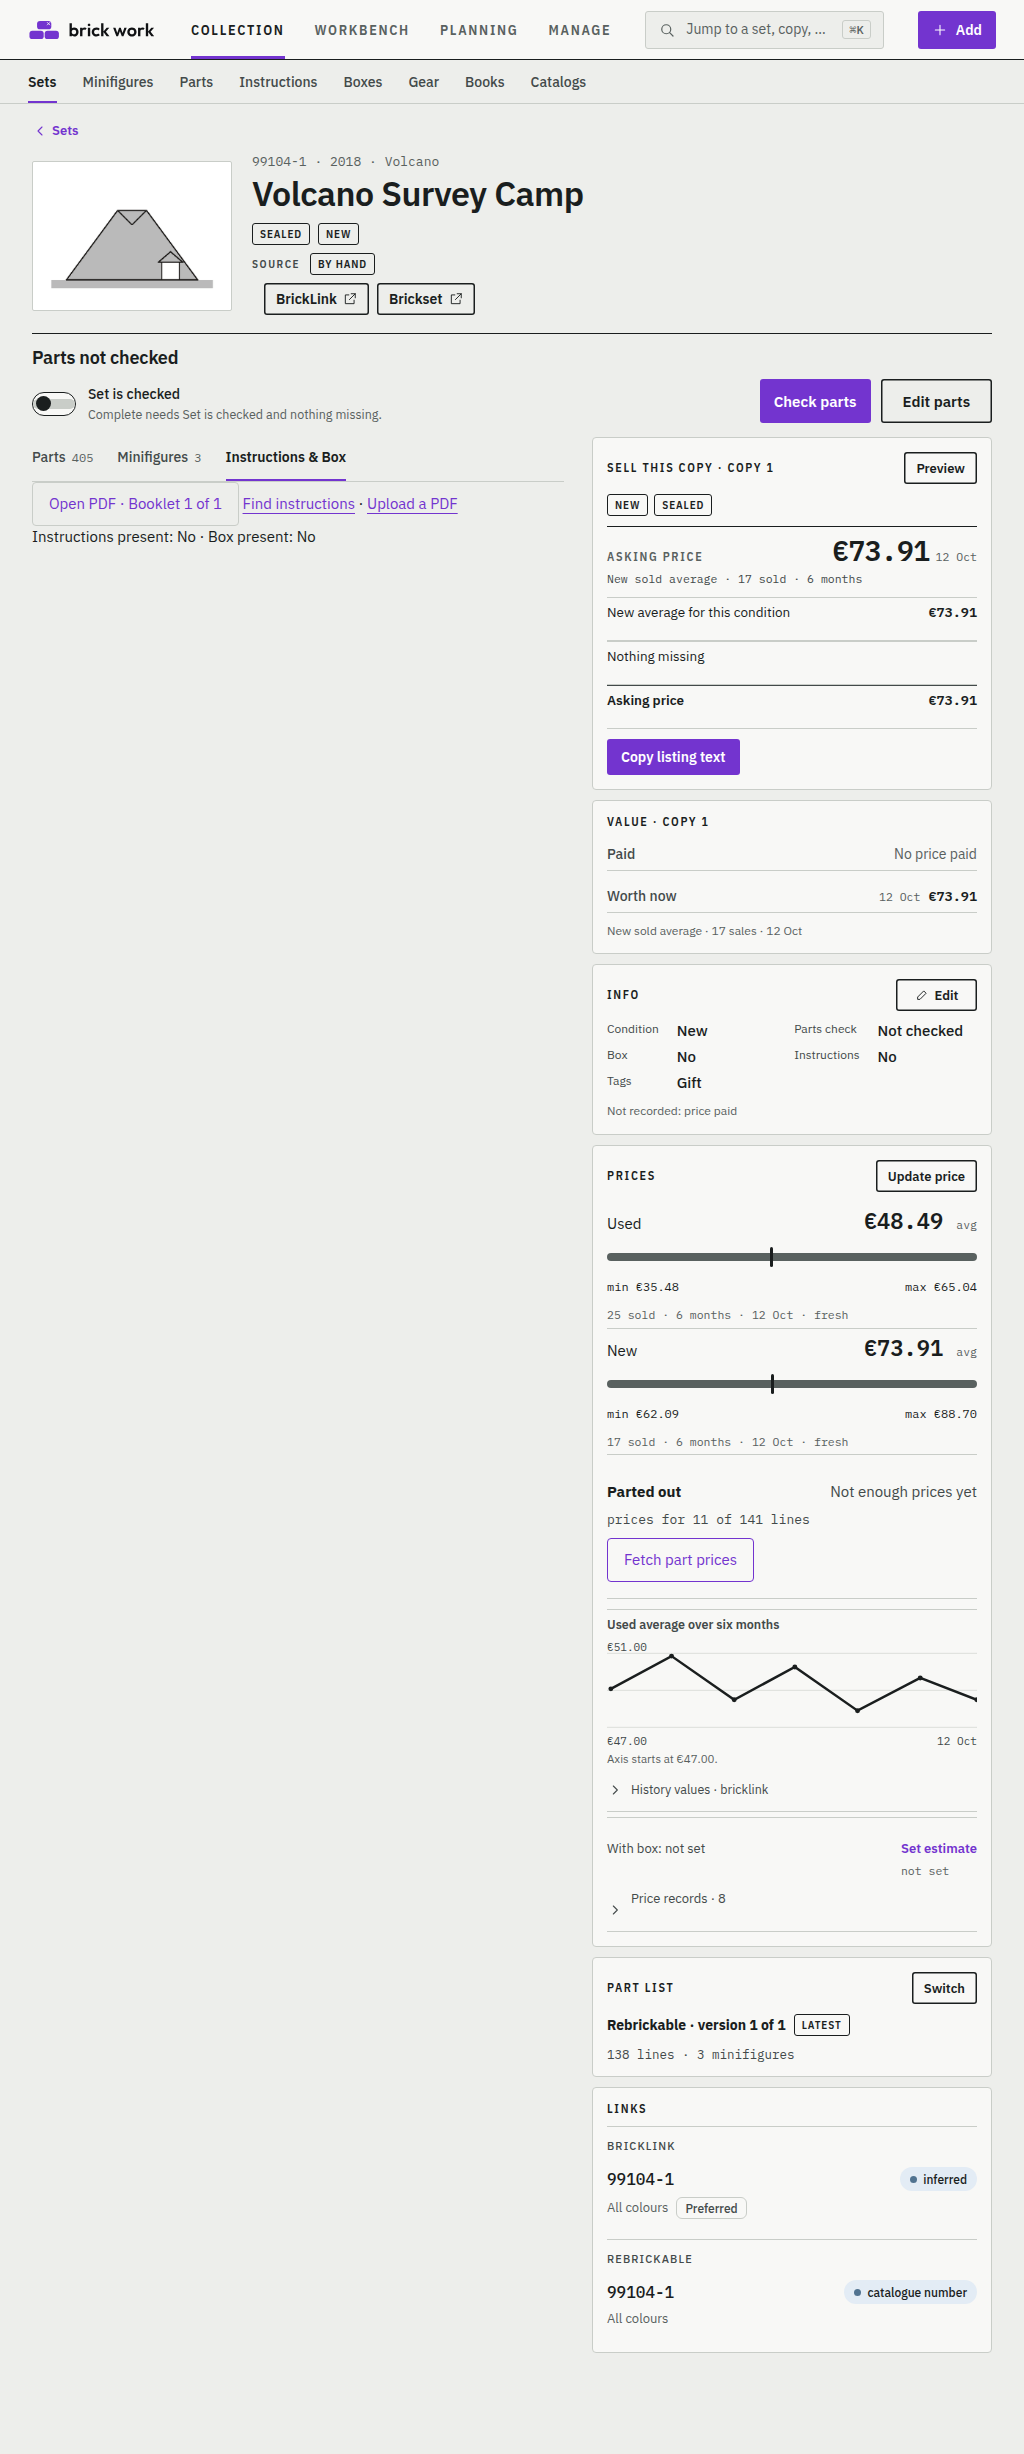 brick work
COLLECTION WORKBENCH PLANNING MANAGE
Jump to a set, copy, ... ⌘K
Add
Sets Minifigures Parts Instructions Boxes Gear Books Catalogs
Sets
99104-1 · 2018 · Volcano
Volcano Survey Camp
SEALED NEW
SOURCE BY HAND
BrickLink Brickset
Parts not checked
Set is checked
Complete needs Set is checked and nothing missing.
Check parts Edit parts
Parts 405 Minifigures 3 Instructions & Box
Open PDF · Booklet 1 of 1 Find instructions · Upload a PDF
Instructions present: No · Box present: No
SELL THIS COPY · COPY 1 Preview
NEW SEALED
ASKING PRICE €73.91 12 Oct
New sold average · 17 sold · 6 months
New average for this condition €73.91
Nothing missing
Asking price €73.91
Copy listing text
VALUE · COPY 1
Paid No price paid
Worth now 12 Oct €73.91
New sold average · 17 sales · 12 Oct
INFO Edit
Condition New Parts check Not checked
Box No Instructions No
Tags Gift
Not recorded: price paid
PRICES Update price
Used €48.49 avg
min €35.48 max €65.04
25 sold · 6 months · 12 Oct · fresh
New €73.91 avg
min €62.09 max €88.70
17 sold · 6 months · 12 Oct · fresh
Parted out Not enough prices yet
prices for 11 of 141 lines
Fetch part prices
Used average over six months
€51.00
€47.00 12 Oct
Axis starts at €47.00.
History values · bricklink
With box: not set Set estimate
not set
Price records · 8
PART LIST Switch
Rebrickable · version 1 of 1 LATEST
138 lines · 3 minifigures
LINKS
BRICKLINK
99104-1 inferred
All colours Preferred
REBRICKABLE
99104-1 catalogue number
All colours